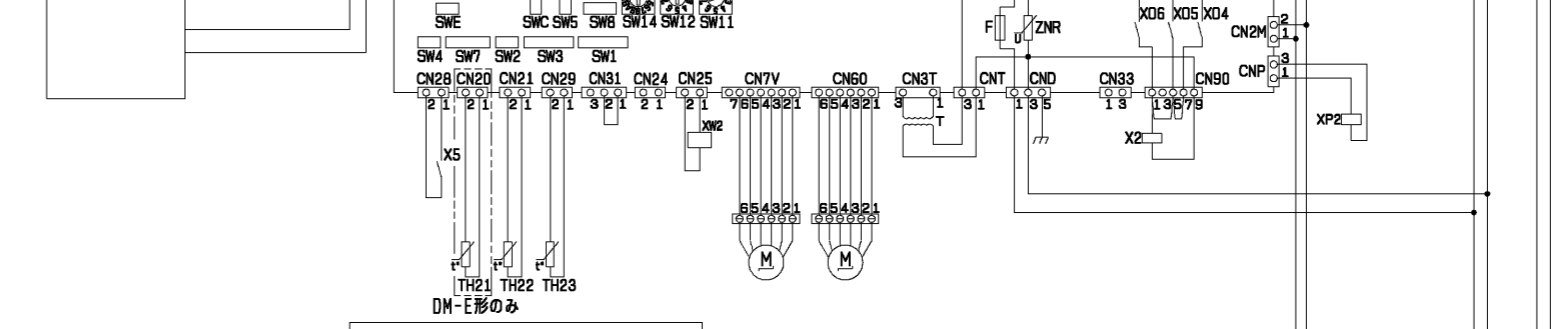 SWE SWC SW5 SW8 SW14 SW12 SW11 F ZNR X06 X05 X04 CN2M 2
U 1
SW4 SW7 SW2 SW3 SW1
CN28 CN20 CN21 CN29 CN31 CN24 CN25 CN7V CN60 CN3T CNT CND CN33 CN90 CNP 3
1
2 1 2 1 2 1 2 1 3 2 1 2 1 2 1 7 6 5 4 3 2 1 6 5 4 3 2 1 3 1 3 1 1 3 5 1 3 1 3 5 7 9
XW2 T X2 XP2
X5
6 5 4 3 2 1 6 5 4 3 2 1
t° t° t° M M
TH21 TH22 TH23
DM-E形のみ